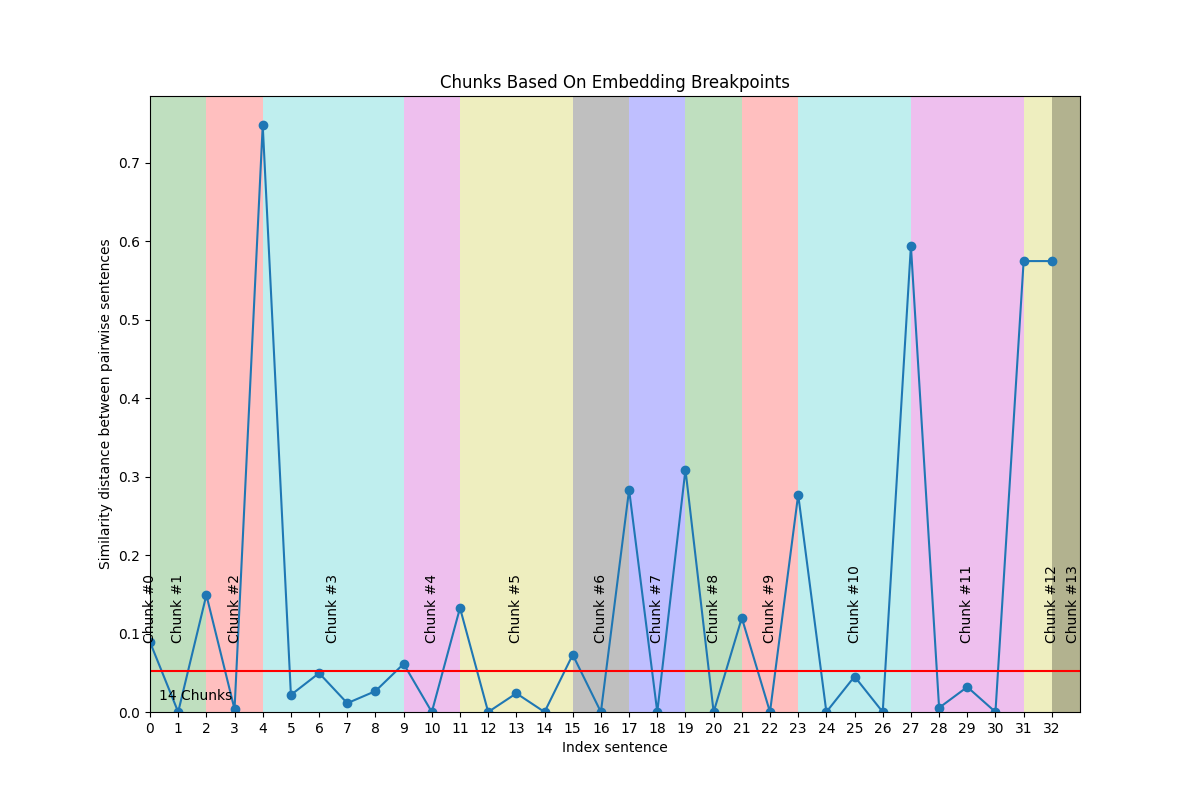 Chunks Based On Embedding Breakpoints
Similarity distance between pairwise sentences
0.7
0.6
0.5
0.4
0.3
0.2
0.1
0.0
Chunk #0
Chunk #1
Chunk #2
Chunk #3
Chunk #4
Chunk #5
Chunk #6
Chunk #7
Chunk #8
Chunk #9
Chunk #10
Chunk #11
Chunk #12
Chunk #13
14 Chunks
0 1 2 3 4 5 6 7 8 9 10 11 12 13 14 15 16 17 18 19 20 21 22 23 24 25 26 27 28 29 30 31 32
Index sentence